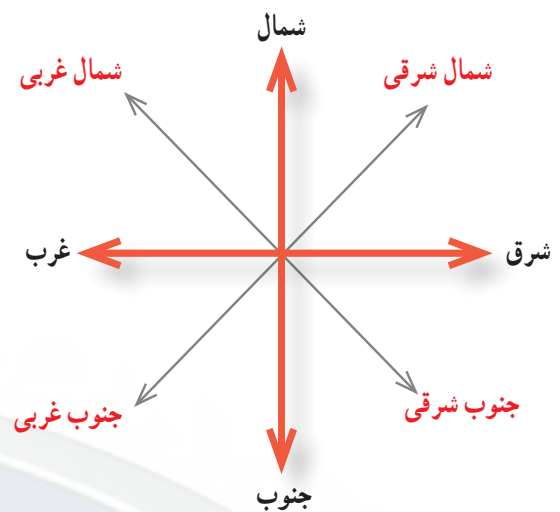 شمال
شمال شرقی
شمال غربی
شرق
غرب
جنوب شرقی
جنوب غربی
جنوب